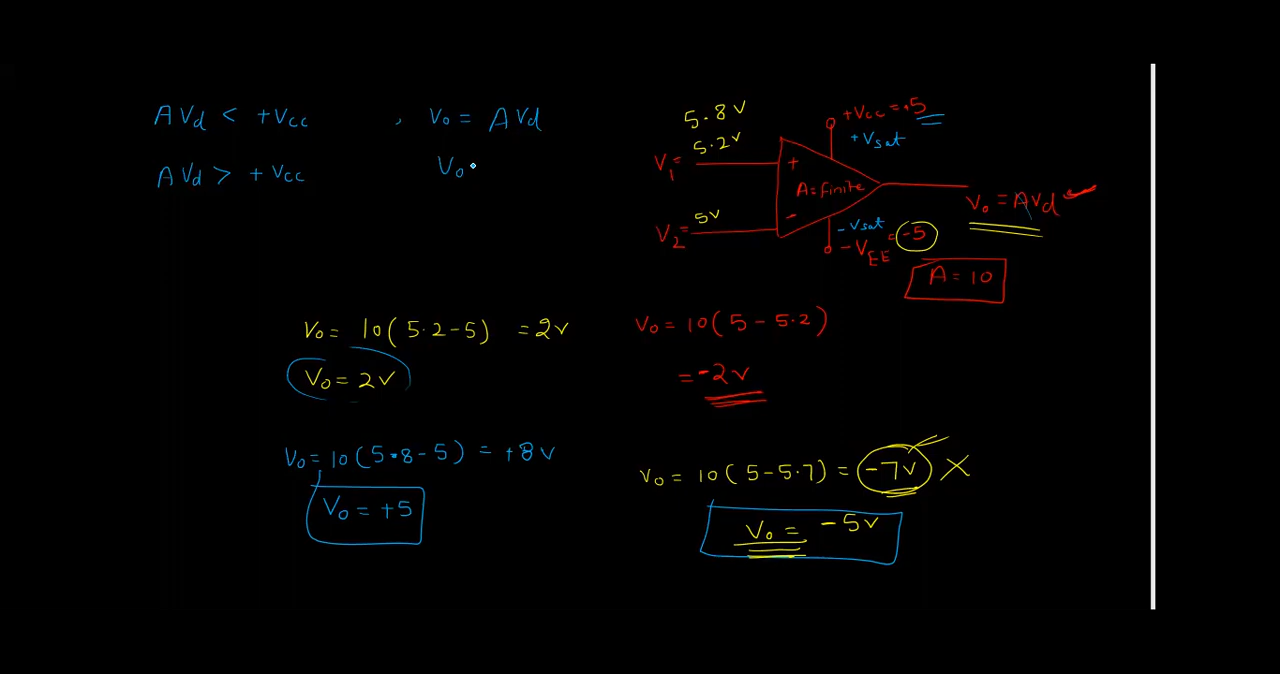 AVd < +Vcc , Vo = AVd
AVd > +Vcc Vo
5.8V
5.2V
V1=
+
5V
V2=
-
A=finite
+Vcc = +5
+Vsat
-Vsat
-VEE = -5
Vo = AVd
A = 10
Vo = 10(5.2-5) = 2V
Vo = 2V
Vo = 10(5.8-5) = +8V
Vo = +5
Vo = 10(5-5.2)
= -2V
Vo = 10(5-5.7) = -7V X
Vo = -5V